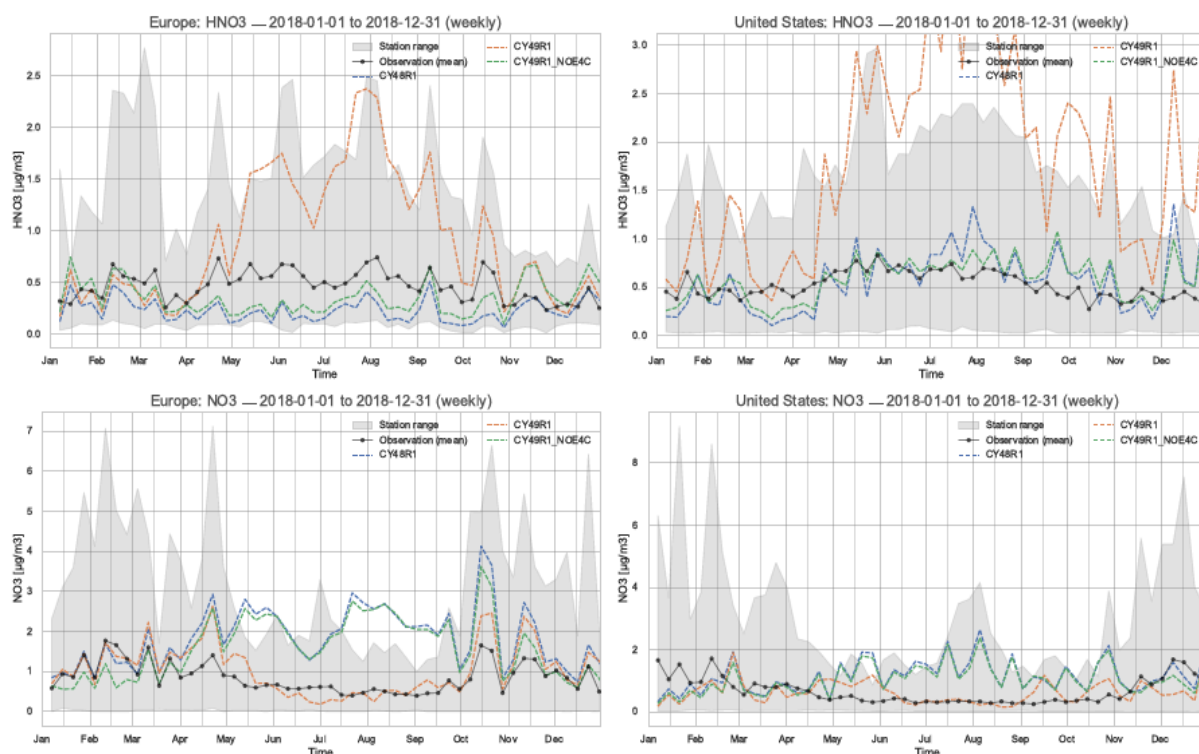 Europe: HNO3 — 2018-01-01 to 2018-12-31 (weekly)
Station range
Observation (mean)
CY48R1
CY49R1
CY49R1_NOE4C
HNO3 [µg/m3]
2.5
2.0
1.5
1.0
0.5
0.0
Jan Feb Mar Apr May Jun Jul Aug Sep Oct Nov Dec
Time
United States: HNO3 — 2018-01-01 to 2018-12-31 (weekly)
Station range
Observation (mean)
CY48R1
CY49R1
CY49R1_NOE4C
HNO3 [µg/m3]
3.0
2.5
2.0
1.5
1.0
0.5
0.0
Jan Feb Mar Apr May Jun Jul Aug Sep Oct Nov Dec
Time
Europe: NO3 — 2018-01-01 to 2018-12-31 (weekly)
Station range
Observation (mean)
CY48R1
CY49R1
CY49R1_NOE4C
NO3 [µg/m3]
7
6
5
4
3
2
1
0
Jan Feb Mar Apr May Jun Jul Aug Sep Oct Nov Dec
Time
United States: NO3 — 2018-01-01 to 2018-12-31 (weekly)
Station range
Observation (mean)
CY48R1
CY49R1
CY49R1_NOE4C
NO3 [µg/m3]
8
6
4
2
0
Jan Feb Mar Apr May Jun Jul Aug Sep Oct Nov Dec
Time